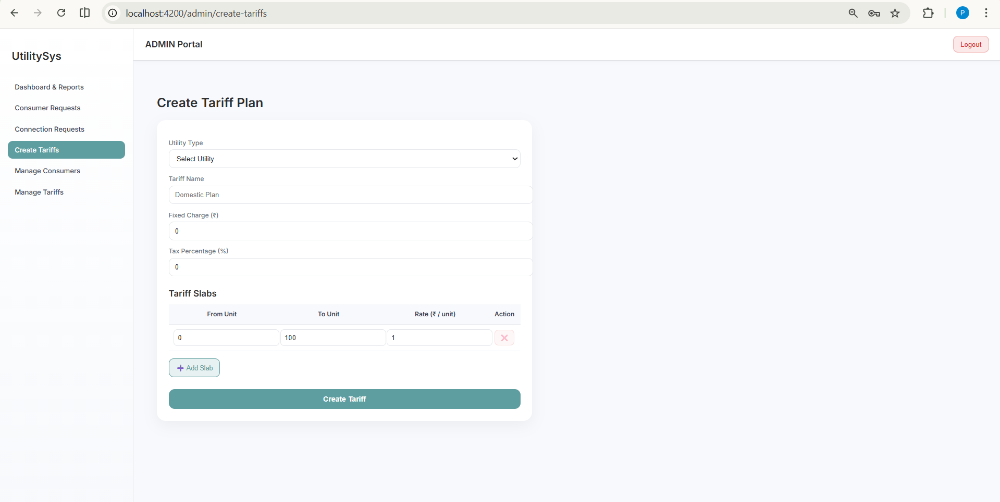 localhost:4200/admin/create-tariffs
P
UtilitySys
ADMIN Portal
Logout
Dashboard & Reports
Consumer Requests
Connection Requests
Create Tariffs
Manage Consumers
Manage Tariffs
Create Tariff Plan
Utility Type
Select Utility
Tariff Name
Domestic Plan
Fixed Charge (₹)
0
Tax Percentage (%)
0
Tariff Slabs
From Unit To Unit Rate (₹ / unit) Action
0 100 1
Add Slab
Create Tariff